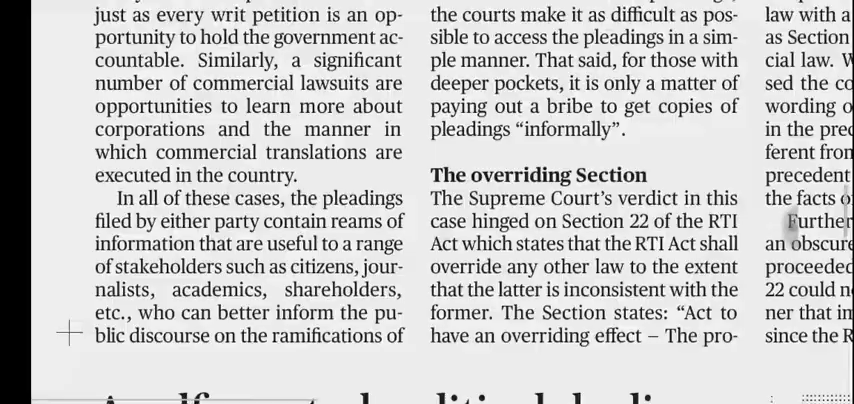 just as every writ petition is an op-
portunity to hold the government ac-
countable. Similarly, a significant
number of commercial lawsuits are
opportunities to learn more about
corporations and the manner in
which commercial translations are
executed in the country.
In all of these cases, the pleadings
filed by either party contain reams of
information that are useful to a range
of stakeholders such as citizens, jour-
nalists, academics, shareholders,
etc., who can better inform the pu-
blic discourse on the ramifications of
the courts make it as difficult as pos-
sible to access the pleadings in a sim-
ple manner. That said, for those with
deeper pockets, it is only a matter of
paying out a bribe to get copies of
pleadings “informally”.
The overriding Section
The Supreme Court’s verdict in this
case hinged on Section 22 of the RTI
Act which states that the RTI Act shall
override any other law to the extent
that the latter is inconsistent with the
former. The Section states: “Act to
have an overriding effect – The pro-
law with a
as Section
cial law.
sed the
wording
in the
precedent
the facts
an
proceeded
22 could
ner that
since the